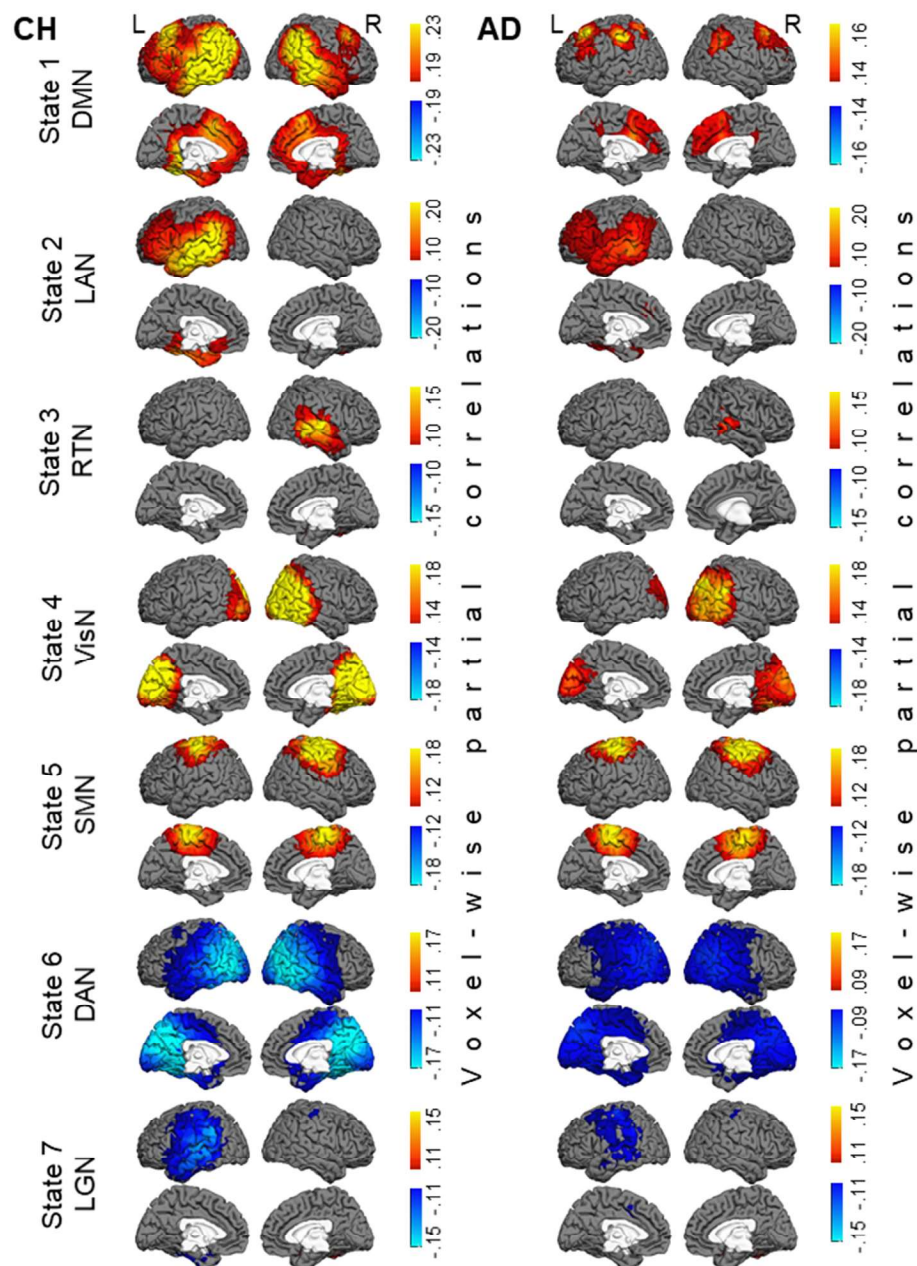 CH L R AD L R
State 1 DMN
.19 .23
-.23 -.19
.14 .16
-.16 -.14
State 2 LAN
.10 .20
-.20 -.10
.10 .20
-.20 -.10
State 3 RTN
.10 .15
-.15 -.10
.10 .15
-.15 -.10
State 4 VisN
.14 .18
-.18 -.14
.14 .18
-.18 -.14
State 5 SMN
.12 .18
-.18 -.12
.12 .18
-.18 -.12
State 6 DAN
.11 .17
-.17 -.11
.09 .17
-.17 -.09
State 7 LGN
.11 .15
-.15 -.11
.11 .15
-.15 -.11
Voxel-wise partial correlations
Voxel-wise partial correlations